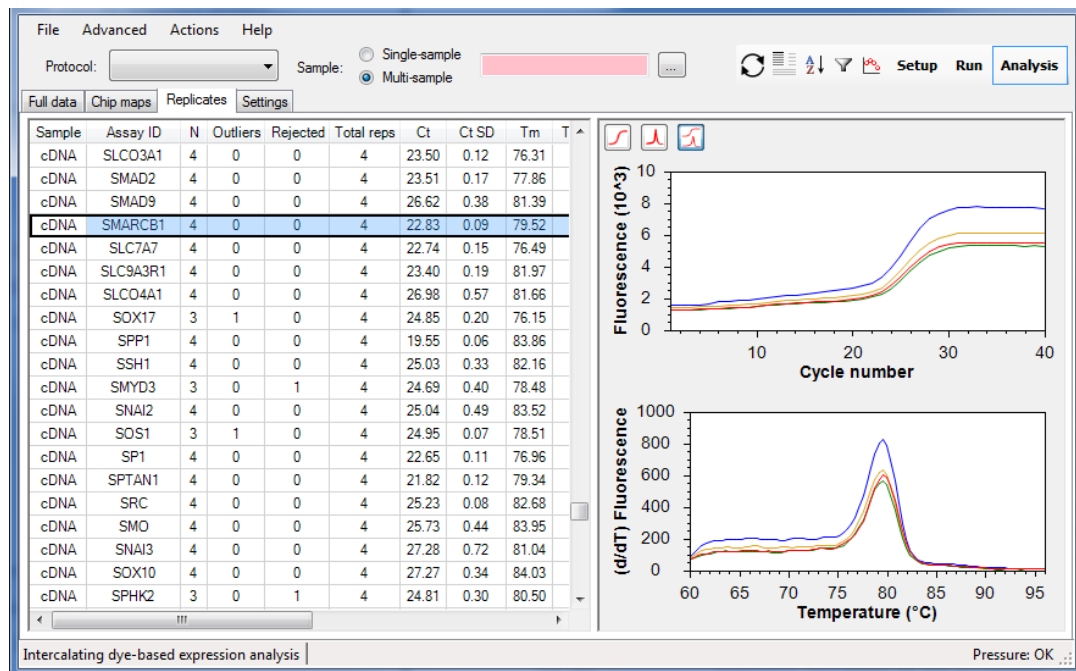 File Advanced Actions Help
Protocol: Sample: Single-sample
Multi-sample
... A Z Setup Run Analysis
Full data Chip maps Replicates Settings
Sample Assay ID N Outliers Rejected Total reps Ct Ct SD Tm T
cDNA SLCO3A1 4 0 0 4 23.50 0.12 76.31
cDNA SMAD2 4 0 0 4 23.51 0.17 77.86
cDNA SMAD9 4 0 0 4 26.62 0.38 81.39
cDNA SMARCB1 4 0 0 4 22.83 0.09 79.52
cDNA SLC7A7 4 0 0 4 22.74 0.15 76.49
cDNA SLC9A3R1 4 0 0 4 23.40 0.19 81.97
cDNA SLCO4A1 4 0 0 4 26.98 0.57 81.66
cDNA SOX17 3 1 0 4 24.85 0.20 76.15
cDNA SPP1 4 0 0 4 19.55 0.06 83.86
cDNA SSH1 4 0 0 4 25.03 0.33 82.16
cDNA SMYD3 3 0 1 4 24.69 0.40 78.48
cDNA SNAI2 4 0 0 4 25.04 0.49 83.52
cDNA SOS1 3 1 0 4 24.95 0.07 78.51
cDNA SP1 4 0 0 4 22.65 0.11 76.96
cDNA SPTAN1 4 0 0 4 21.82 0.12 79.34
cDNA SRC 4 0 0 4 25.23 0.08 82.68
cDNA SMO 4 0 0 4 25.73 0.44 83.95
cDNA SNAI3 4 0 0 4 27.28 0.72 81.04
cDNA SOX10 4 0 0 4 27.27 0.34 84.03
cDNA SPHK2 3 0 1 4 24.81 0.30 80.50
Fluorescence (10^3)
10
8
6
4
2
0
10 20 30 40
Cycle number
(d/dT) Fluorescence
1000
800
600
400
200
0
60 65 70 75 80 85 90 95
Temperature (°C)
Intercalating dye-based expression analysis Pressure: OK